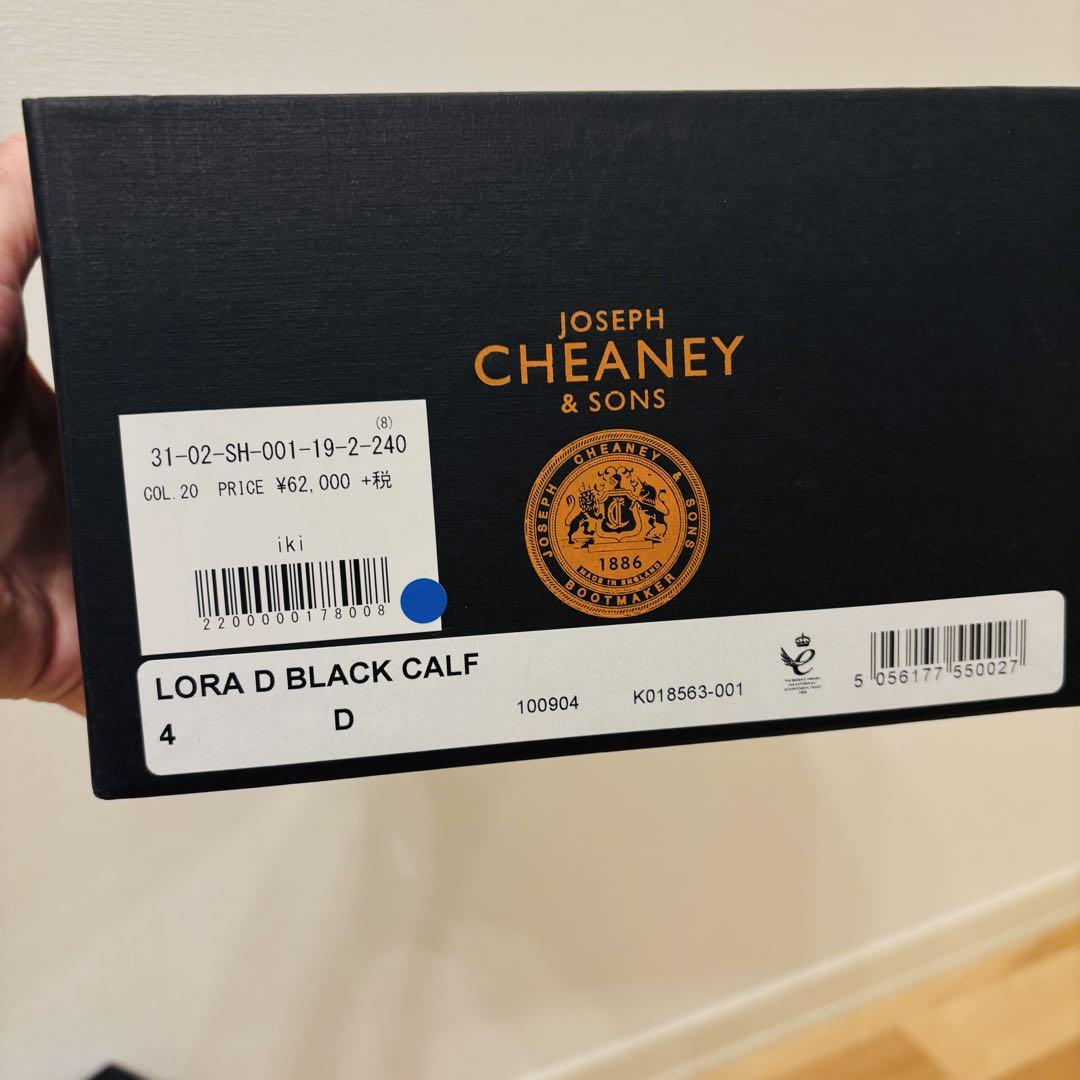 JOSEPH
CHEANEY
& SONS
JOSEPH CHEANEY & SONS
1886
MADE IN ENGLAND
BOOTMAKER
(8)
31-02-SH-001-19-2-240
COL.20 PRICE ¥62,000 +税
iki
2200000178008
LORA D BLACK CALF
4 D 100904 K018563-001
5 056177 550027